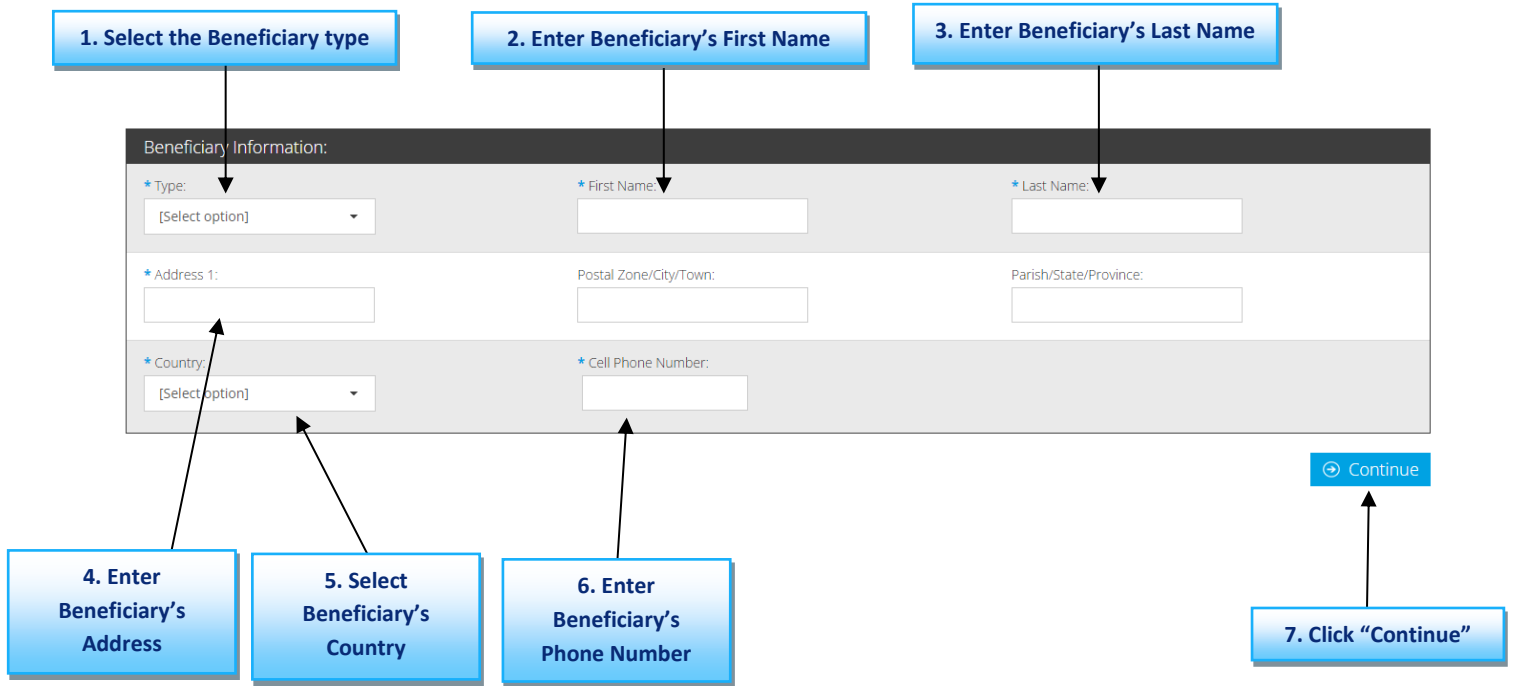 1. Select the Beneficiary type
2. Enter Beneficiary’s First Name
3. Enter Beneficiary’s Last Name
Beneficiary Information:
* Type:
* First Name:
* Last Name:
[Select option]
* Address 1:
Postal Zone/City/Town:
Parish/State/Province:
* Country:
* Cell Phone Number:
[Select option]
Continue
4. Enter
Beneficiary’s
Address
5. Select
Beneficiary’s
Country
6. Enter
Beneficiary’s
Phone Number
7. Click “Continue”